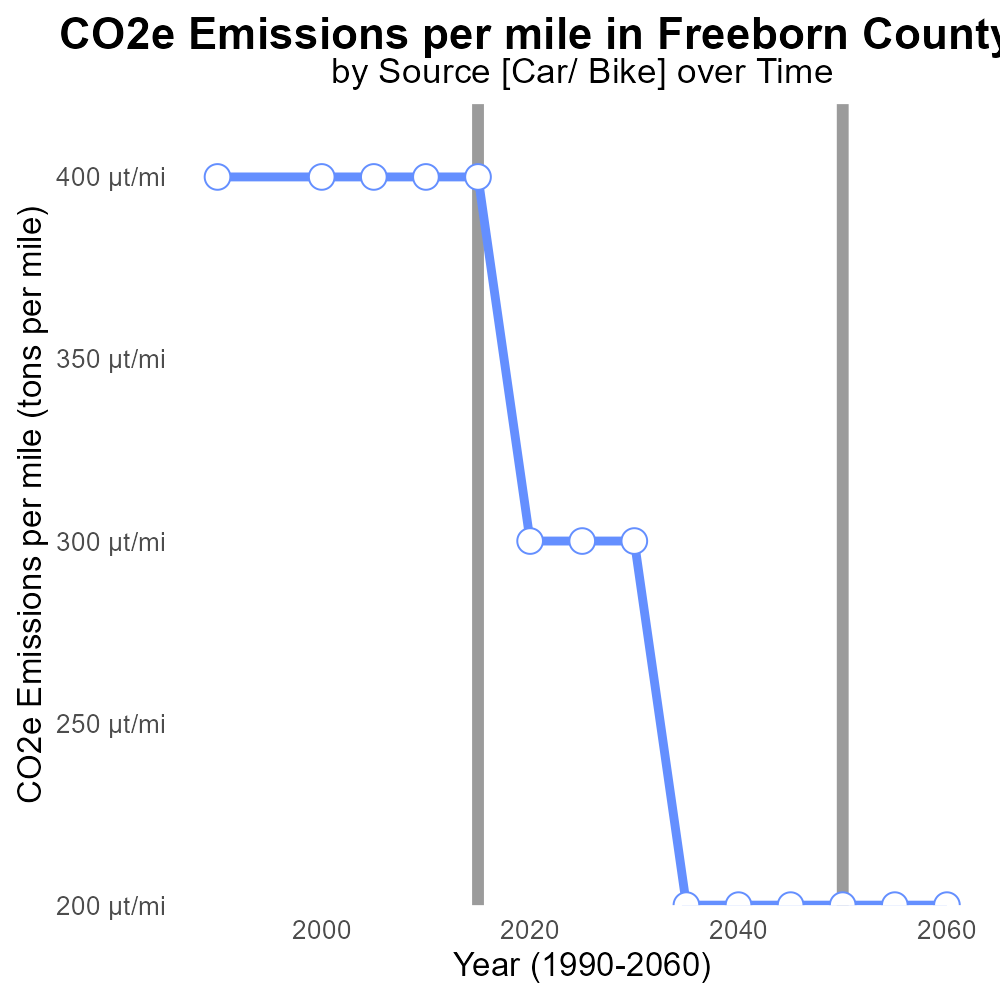 CO2e Emissions per mile in Freeborn County
by Source [Car/ Bike] over Time
CO2e Emissions per mile (tons per mile)
400 µt/mi
350 µt/mi
300 µt/mi
250 µt/mi
200 µt/mi
2000
2020
2040
2060
Year (1990-2060)